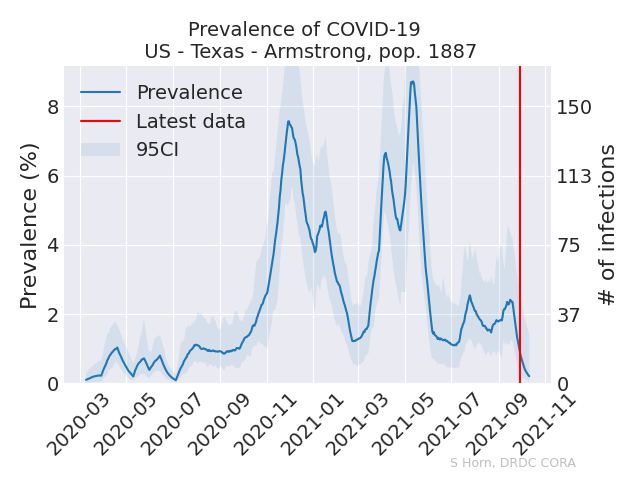 Prevalence of COVID-19
US - Texas - Armstrong, pop. 1887
Prevalence
Latest data
95CI
Prevalence (%)
8
6
4
2
0
150
113
75
37
0
# of infections
2020-03
2020-05
2020-07
2020-09
2020-11
2021-01
2021-03
2021-05
2021-07
2021-09
2021-11
S Horn, DRDC CORA